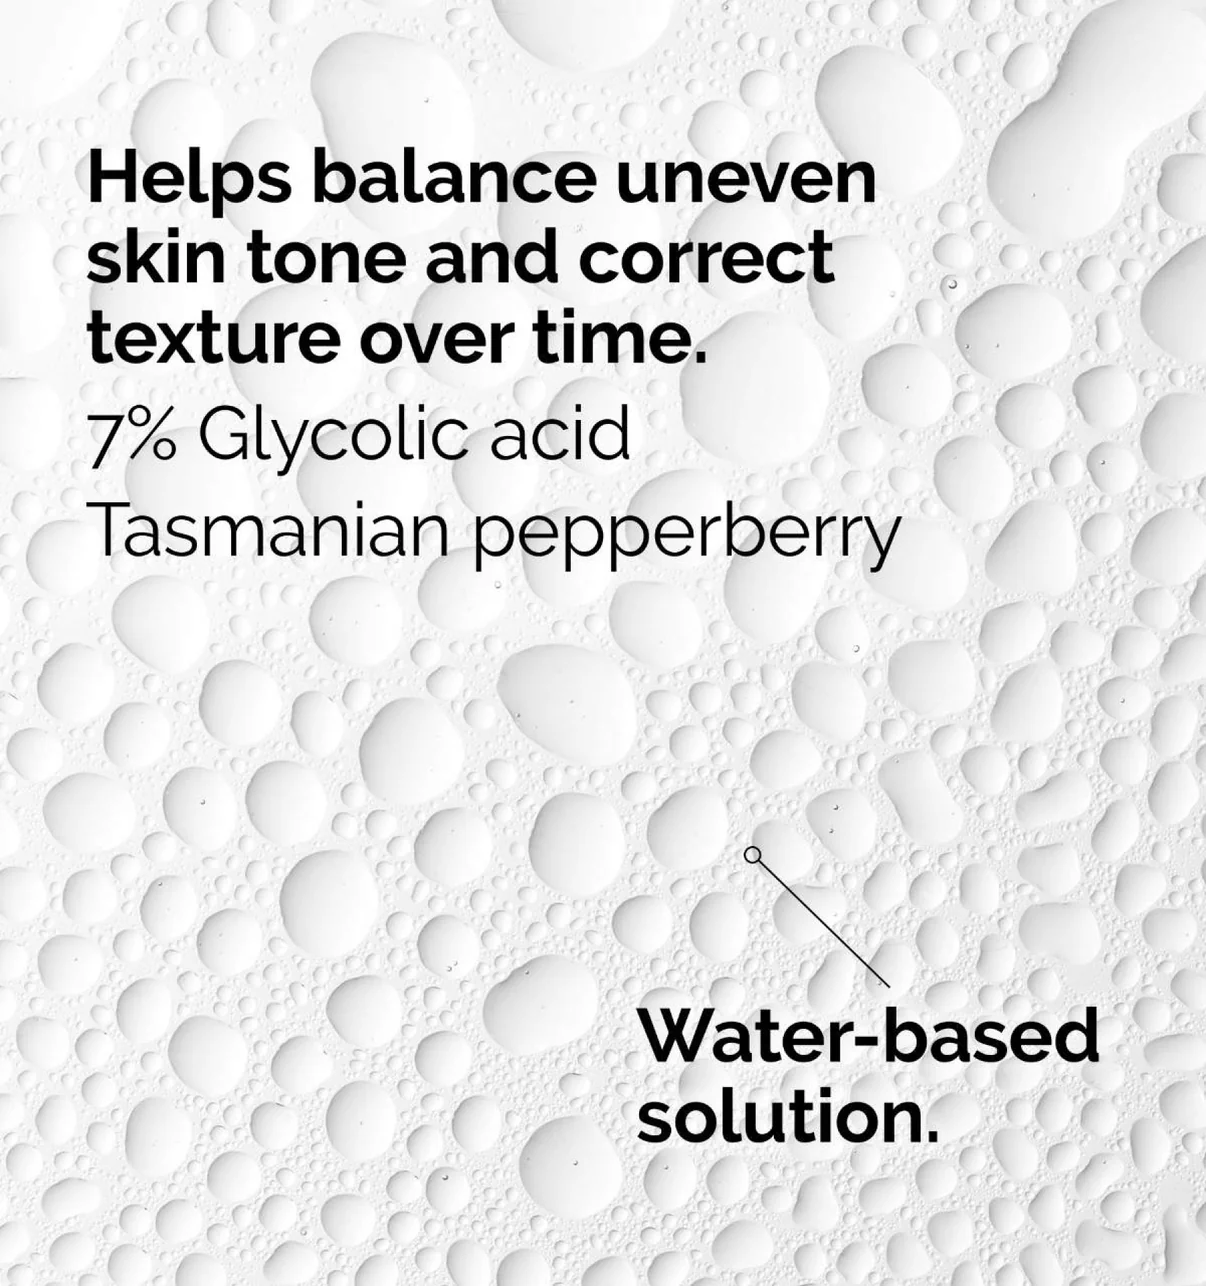 Helps balance uneven
skin tone and correct
texture over time.
7% Glycolic acid
Tasmanian pepperberry
Water-based
solution.